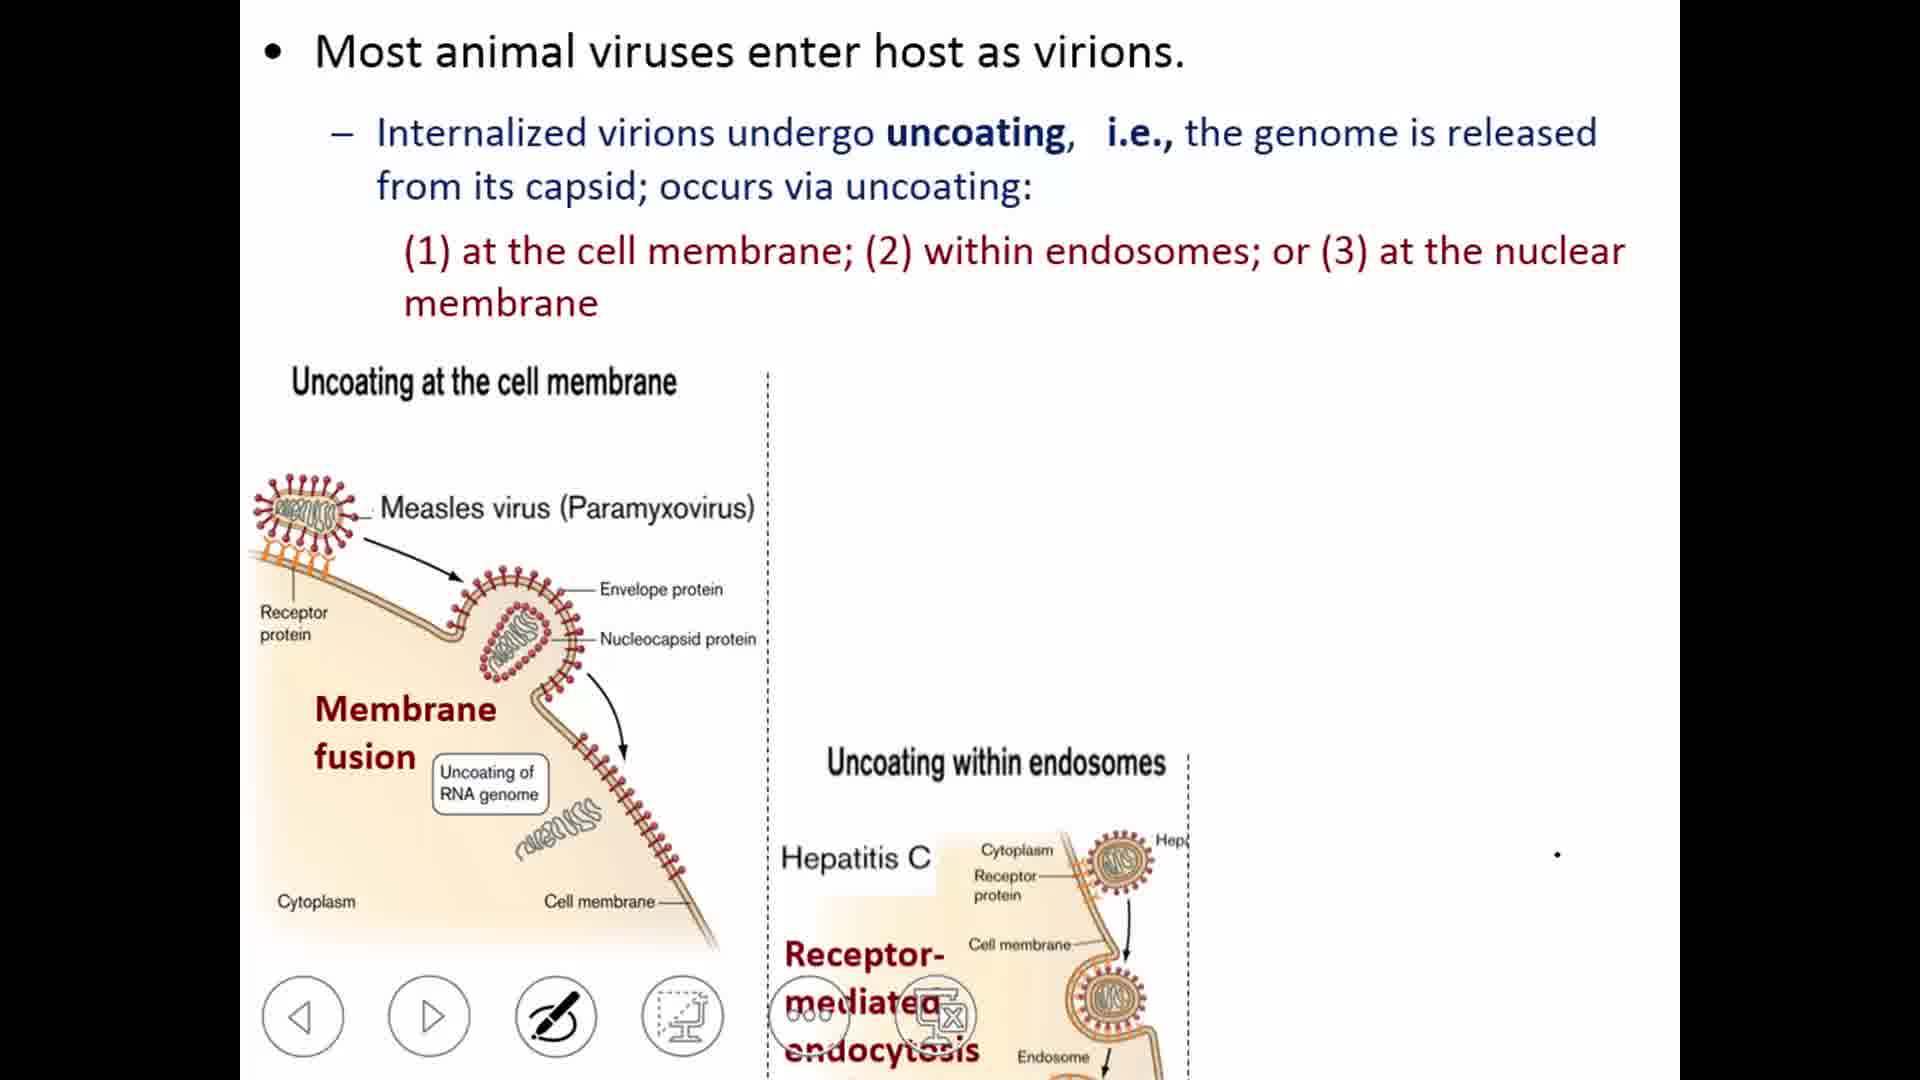 • Most animal viruses enter host as virions.
– Internalized virions undergo uncoating, i.e., the genome is released
from its capsid; occurs via uncoating:
(1) at the cell membrane; (2) within endosomes; or (3) at the nuclear
membrane
Uncoating at the cell membrane
Measles virus (Paramyxovirus)
Envelope protein
Receptor
protein
Nucleocapsid protein
Membrane
fusion
Uncoating of
RNA genome
Cytoplasm
Cell membrane
Uncoating within endosomes
Hepatitis C
Cytoplasm
Receptor
protein
Cell membrane
Receptor-
mediated
endocytosis
Endosome